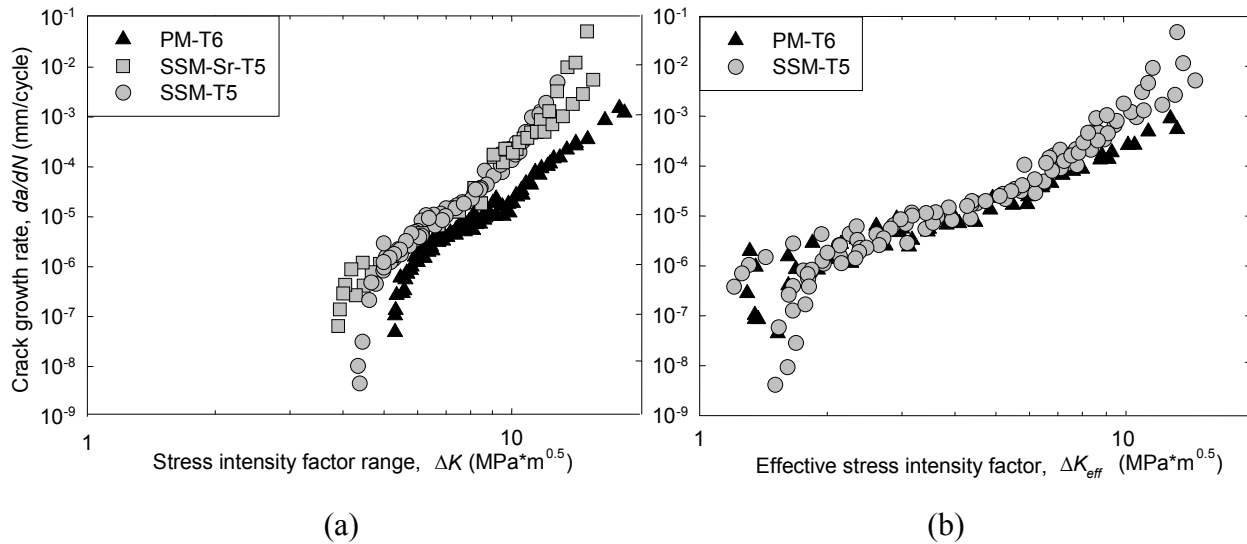 Crack growth rate, da/dN (mm/cycle)
10^-1
10^-2
10^-3
10^-4
10^-5
10^-6
10^-7
10^-8
10^-9
PM-T6
SSM-Sr-T5
SSM-T5
1
10
Stress intensity factor range, ΔK (MPa*m^0.5)
(a)
10^-1
10^-2
10^-3
10^-4
10^-5
10^-6
10^-7
10^-8
10^-9
PM-T6
SSM-T5
1
10
Effective stress intensity factor, ΔK_eff (MPa*m^0.5)
(b)